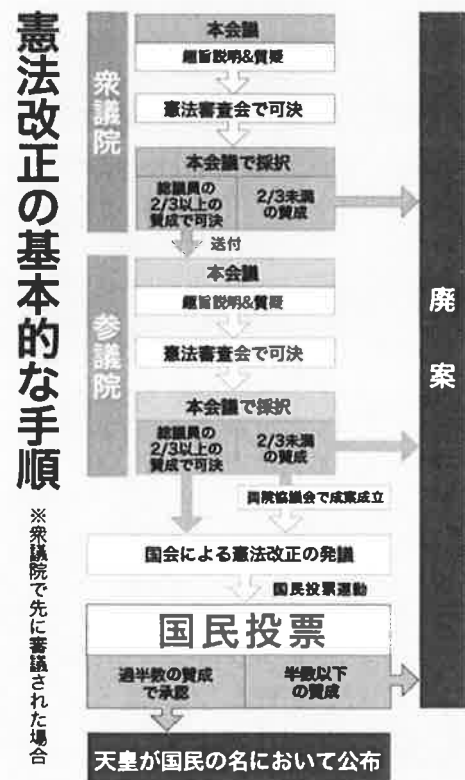 憲法改正の基本的な手順
※衆議院で先に審議された場合
衆議院
本会議
趣旨説明&質疑
憲法審査会で可決
本会議で採択
総議員の
2/3以上の
賛成で可決
2/3未満
の賛成
送付
参議院
本会議
趣旨説明&質疑
憲法審査会で可決
本会議で採択
総議員の
2/3以上の
賛成で可決
2/3未満
の賛成
両院協議会で成案成立
国会による憲法改正の発議
国民投票運動
国民投票
過半数の賛成
で承認
半数以下
の賛成
天皇が国民の名において公布
廃案